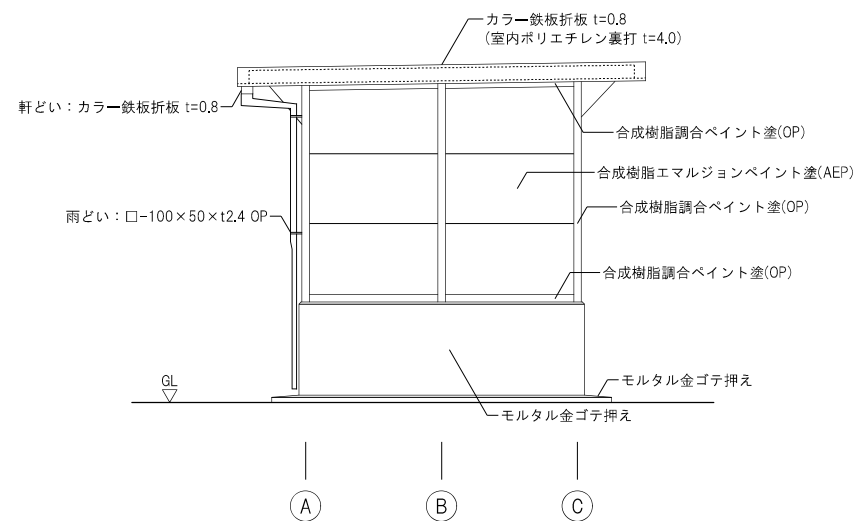 カラー鉄板折板 t=0.8
(室内ポリエチレン裏打 t=4.0)
軒どい：カラー鉄板折板 t=0.8
合成樹脂調合ペイント塗(OP)
合成樹脂エマルジョンペイント塗(AEP)
合成樹脂調合ペイント塗(OP)
雨どい：□-100×50×t2.4 OP
合成樹脂調合ペイント塗(OP)
GL
モルタル金ゴテ押え
モルタル金ゴテ押え
A B C